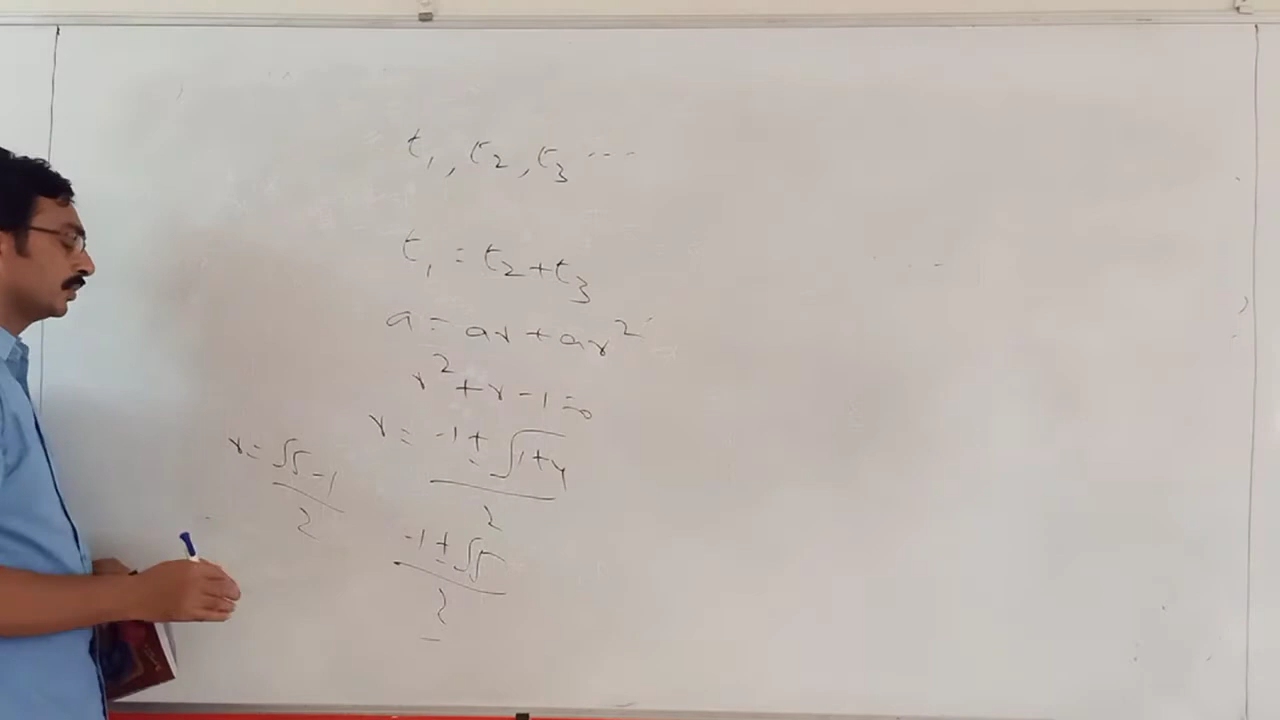 t₁, t₂, t₃ ...
t₁ = t₂ + t₃
a = ar + ar²
r² + r - 1 = 0
r = (-1 ± √(1+4))/2
(-1 ± √5)/2
r = (√5 - 1)/2